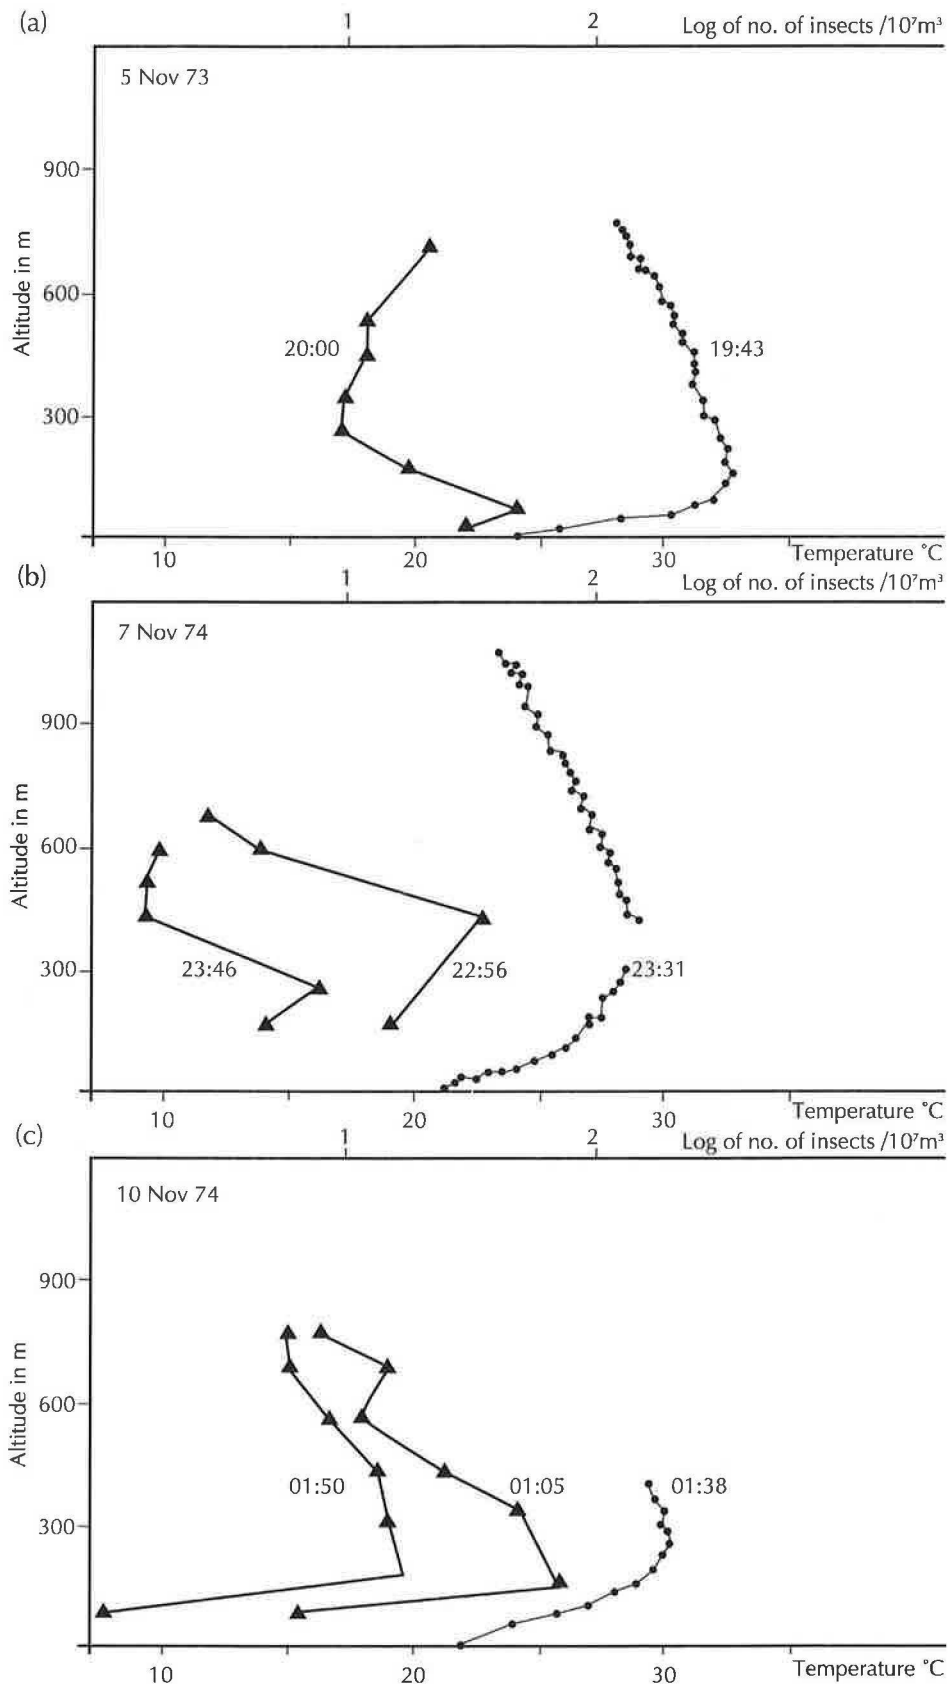 (a)
1 2 Log of no. of insects /10⁷m³
5 Nov 73
900
600
300
Altitude in m
20:00 19:43
10 20 30 Temperature °C
(b)
1 2 Log of no. of insects /10⁷m³
7 Nov 74
900
600
300
Altitude in m
23:46 22:56 23:31
10 20 30 Temperature °C
(c)
1 2 Log of no. of insects /10⁷m³
10 Nov 74
900
600
300
Altitude in m
01:50 01:05 01:38
10 20 30 Temperature °C